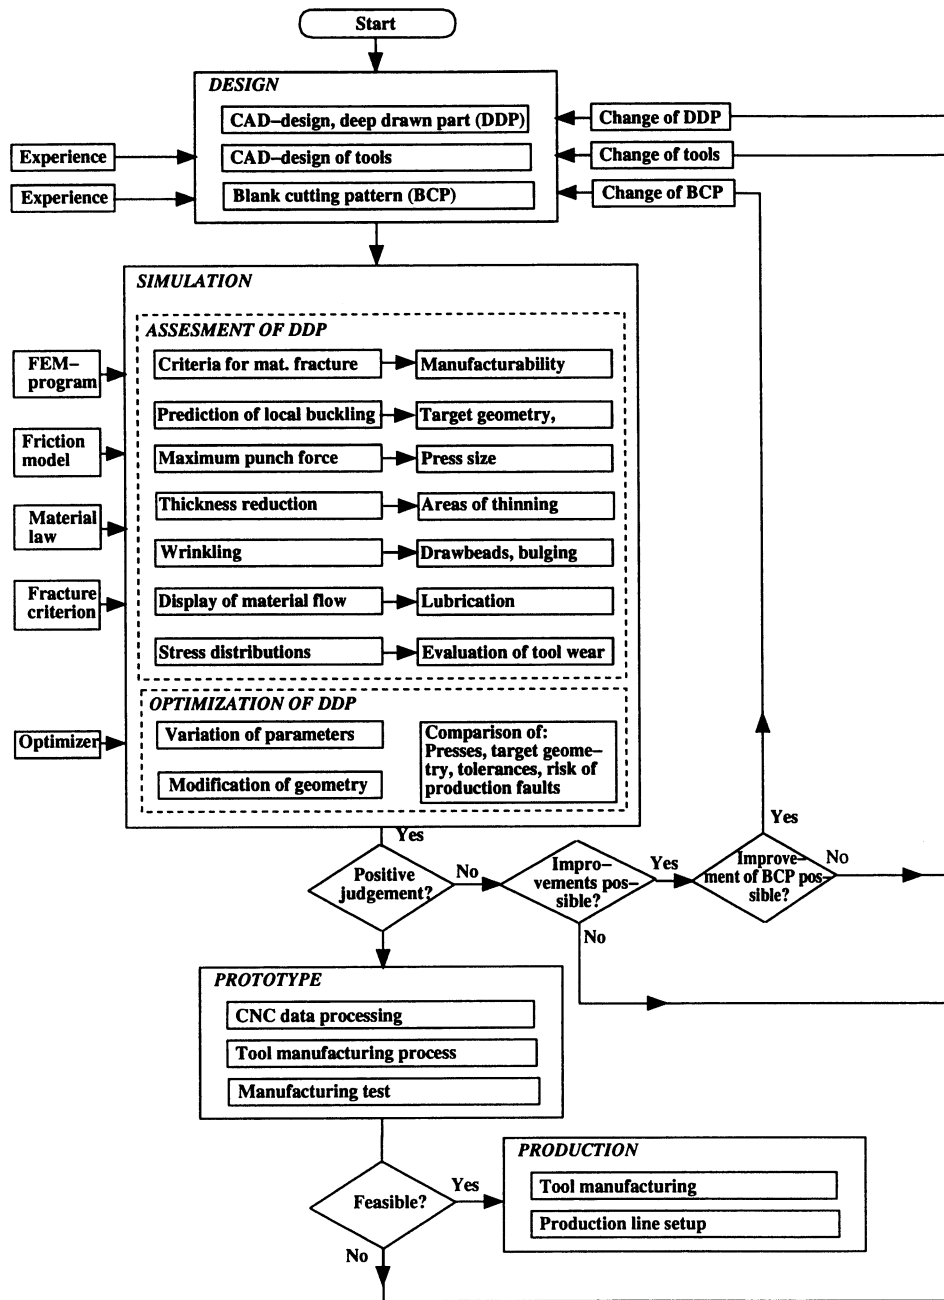 Start
DESIGN
CAD–design, deep drawn part (DDP)
Change of DDP
Experience
CAD–design of tools
Change of tools
Experience
Blank cutting pattern (BCP)
Change of BCP
SIMULATION
ASSESMENT OF DDP
FEM–
program
Criteria for mat. fracture
Manufacturability
Prediction of local buckling
Target geometry,
Friction
model
Maximum punch force
Press size
Thickness reduction
Areas of thinning
Material
law
Wrinkling
Drawbeads, bulging
Fracture
criterion
Display of material flow
Lubrication
Stress distributions
Evaluation of tool wear
OPTIMIZATION OF DDP
Optimizer
Variation of parameters
Modification of geometry
Comparison of:
Presses, target geome–
try, tolerances, risk of
production faults
Yes
Positive
judgement?
No
Impro–
vements pos–
sible?
Yes
No
Improve–
ment of BCP pos–
sible?
Yes
No
PROTOTYPE
CNC data processing
Tool manufacturing process
Manufacturing test
Feasible?
Yes
No
PRODUCTION
Tool manufacturing
Production line setup